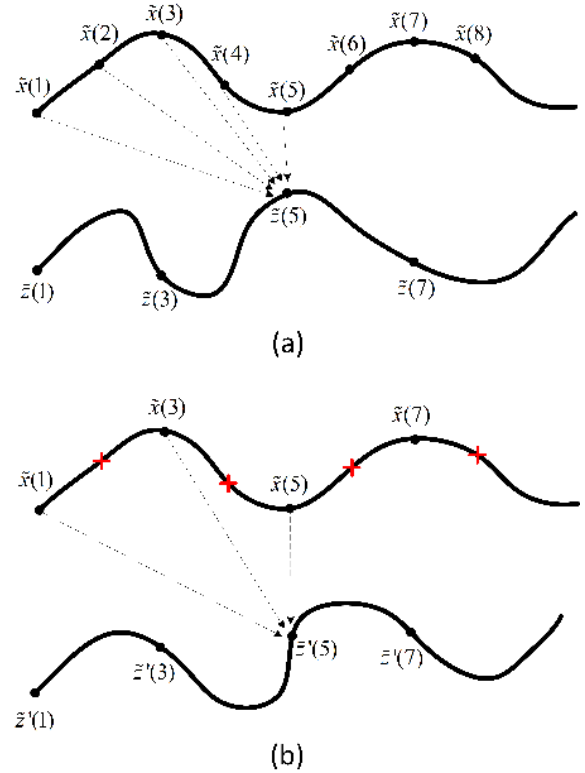 x̃(3)
x̃(7)
x̃(2)
x̃(4)
x̃(6)
x̃(8)
x̃(1)
x̃(5)
z̃(5)
z̃(1)
z̃(3)
z̃(7)
(a)
x̃(3)
x̃(7)
x̃(1)
x̃(5)
z̃'(5)
z̃'(3)
z̃'(7)
z̃'(1)
(b)